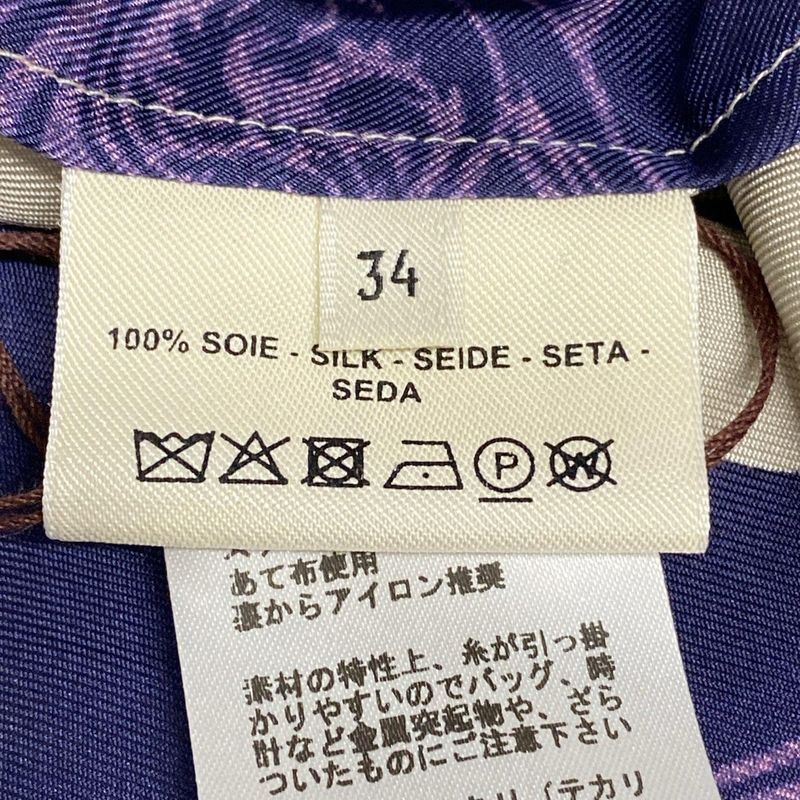 34
100% SOIE - SILK - SEIDE - SETA -
SEDA
P
W
あて布使用
裏からアイロン推奨
素材の特性上、糸が引っ掛
かりやすいのでバッグ、時
計など金属突起物や、ざら
ついたものにご注意下さい
（テカリ